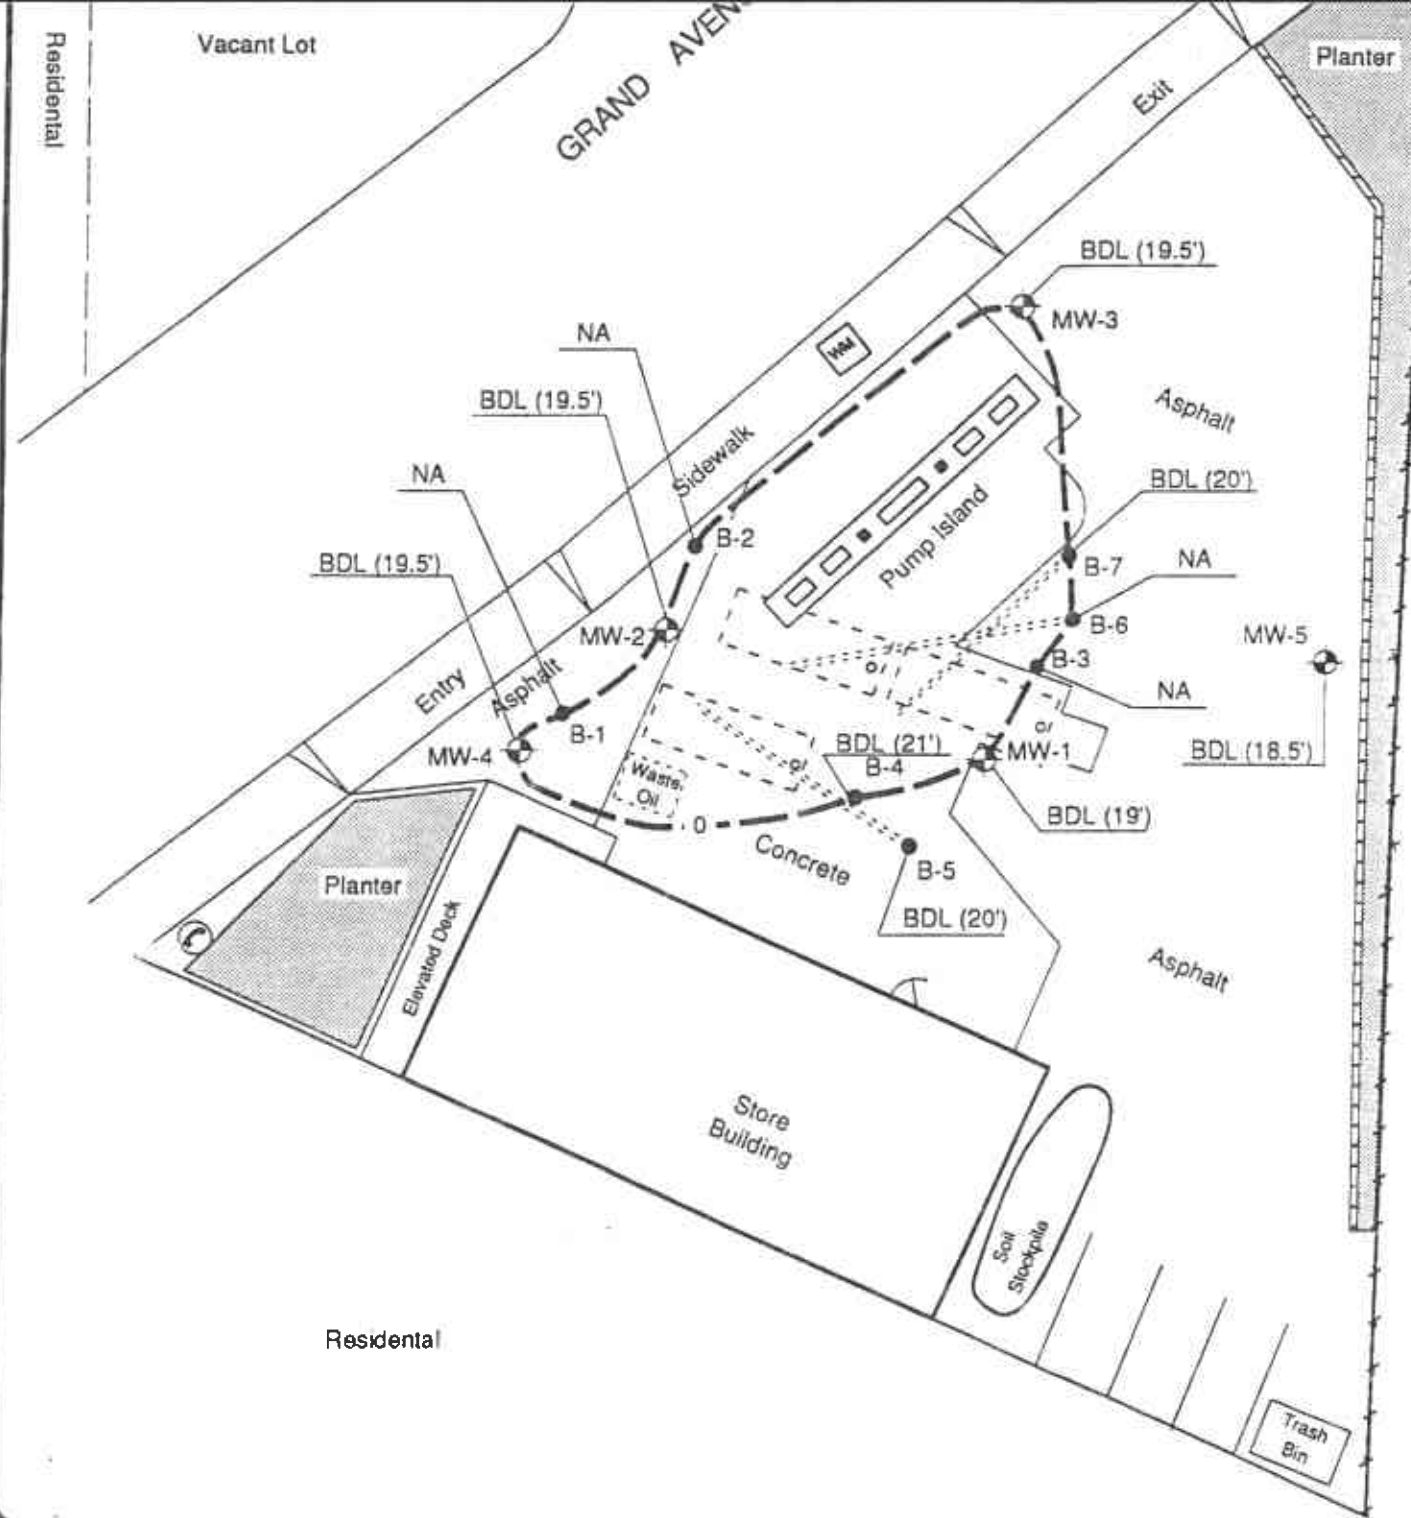 Residental
Vacant Lot
GRAND AVEN
Planter
Exit
BDL (19.5')
MW-3
NA
WM
BDL (19.5')
Asphalt
Sidewalk
NA
BDL (20')
B-2
Pump Island
BDL (19.5')
B-7
NA
B-6
MW-2
MW-5
B-3
Entry
Asphalt
NA
B-1
MW-4
BDL (21')
MW-1
BDL (18.5')
B-4
Waste
Oil
BDL (19')
0
Concrete
B-5
Planter
BDL (20')
Elevated Deck
Asphalt
Store
Building
Soil
Stockpile
Residental
Trash
Bin